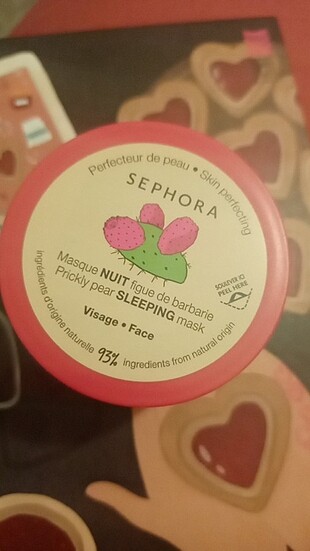 Perfecteur de peau • Skin perfecting
SEPHORA
Masque NUIT figue de barbarie
Prickly pear SLEEPING mask
SOULEVER ICI
PEEL HERE
Visage • Face
ingrédients d'origine naturelle 93% ingredients from natural origin